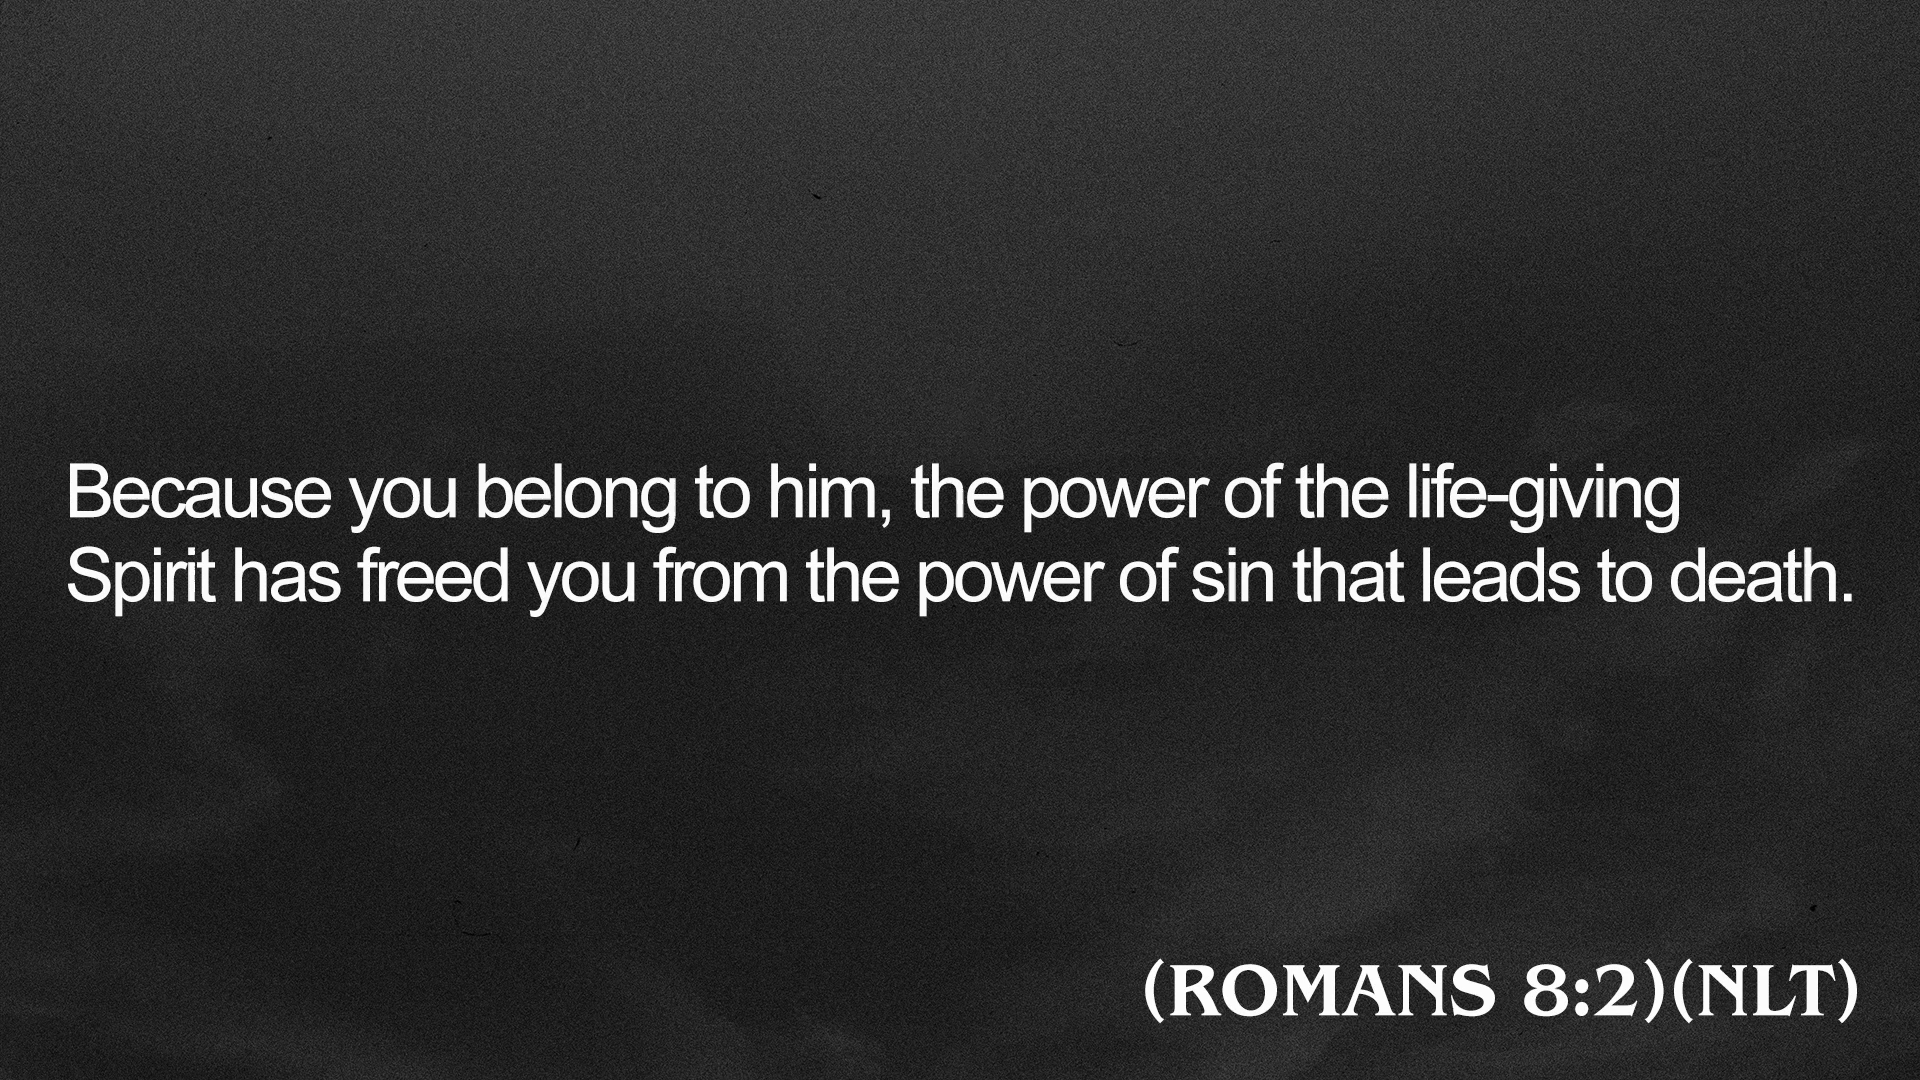 Because you belong to him, the power of the life-giving
Spirit has freed you from the power of sin that leads to death.
(ROMANS 8:2)(NLT)